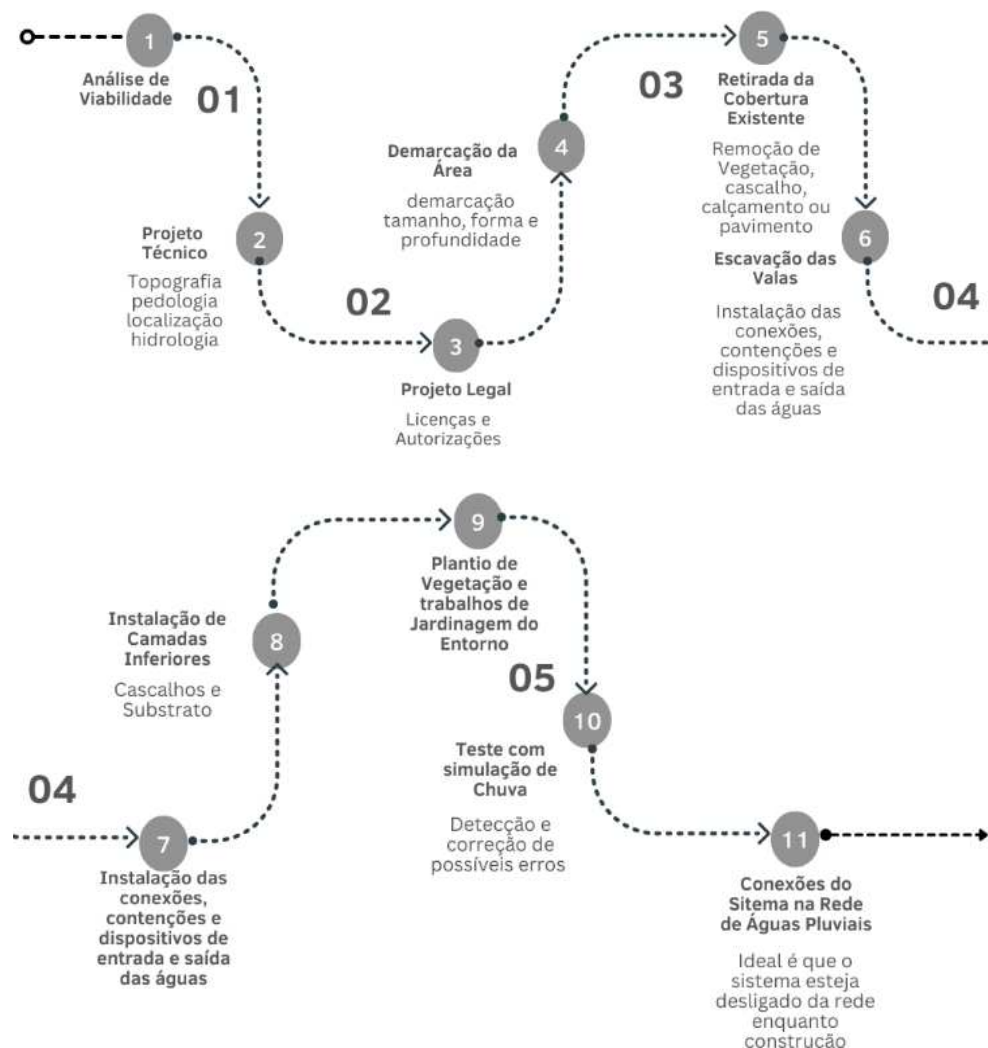 1
Análise de
Viabilidade
01
2
Projeto
Técnico
Topografia
pedologia
localização
hidrologia
02
3
Projeto Legal
Licenças e
Autorizações
4
Demarcação da
Área
demarcação
tamanho, forma e
profundidade
03
5
Retirada da
Cobertura
Existente
Remoção de
Vegetação,
cascalho,
calçamento ou
pavimento
6
Escavação das
Valas
Instalação das
conexões,
contenções e
dispositivos de
entrada e saída
das águas
04
04
7
Instalação das
conexões,
contenções e
dispositivos de
entrada e saída
das águas
8
Instalação de
Camadas
Inferiores
Cascalhos e
Substrato
9
Plantio de
Vegetação e
trabalhos de
Jardinagem do
Entorno
05
10
Teste com
simulação de
Chuva
Detecção e
correção de
possíveis erros
11
Conexões do
Sitema na Rede
de Águas Pluviais
Ideal é que o
sistema esteja
desligado da rede
enquanto
construção